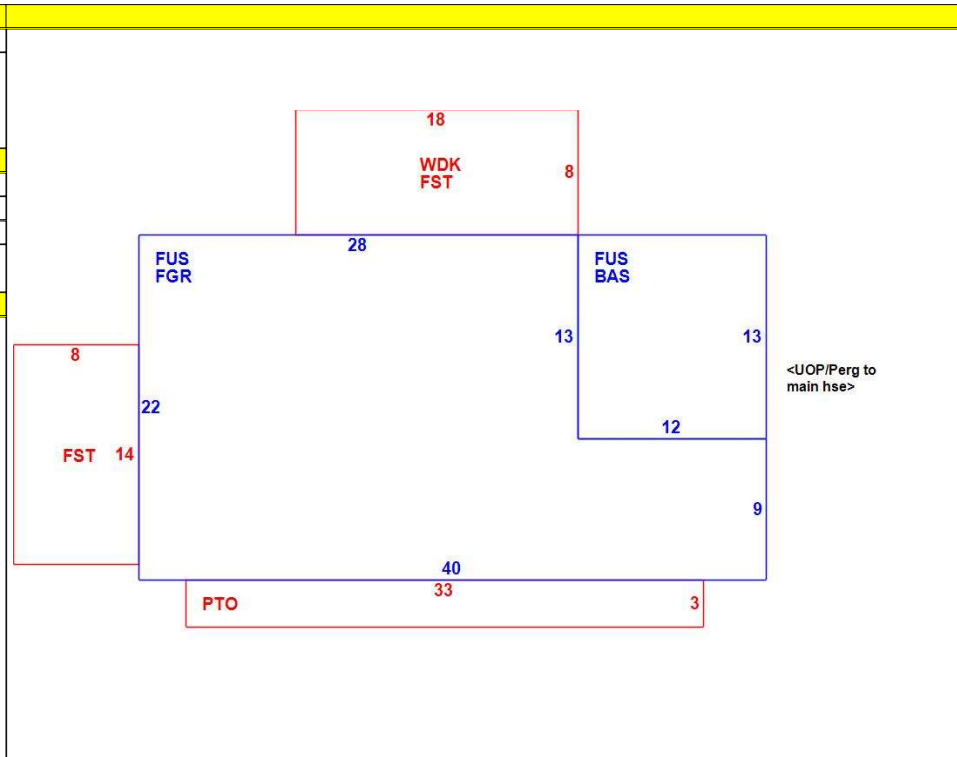 18
WDK
FST
8
28
FUS
FGR
FUS
BAS
13
13
8
<UOP/Perg to
main hse>
22
12
FST
14
9
40
33
PTO
3